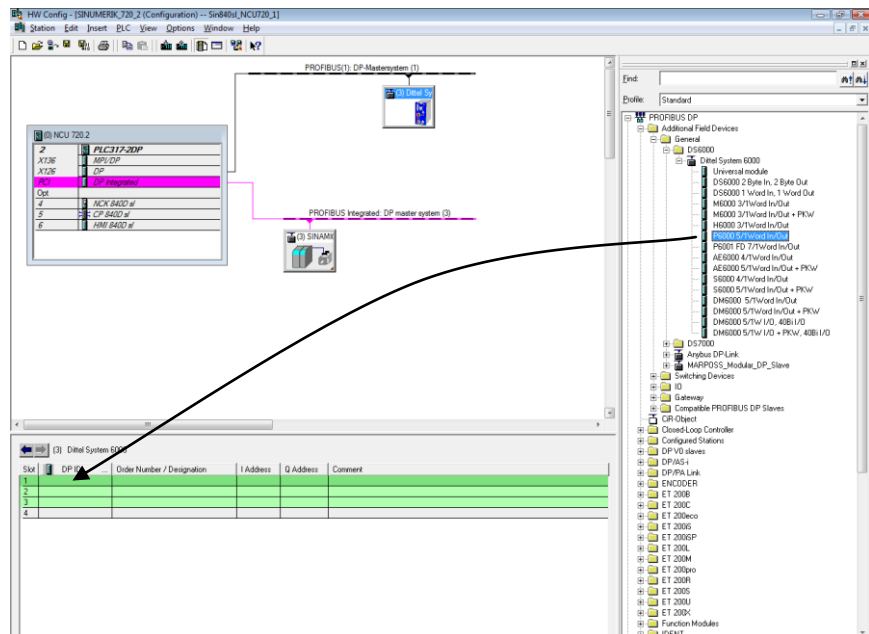 HW Config - [SINUMERIK_720_2 (Configuration) -- Sin840sl_NCU720_1]
Station Edit Insert PLC View Options Window Help
PROFIBUS(1): DP-Mastersystem (1)
(3) Dittel Sy
(0) NCU 720.2
2 PLC317-2DP
X136 MPI/DP
X126 DP
PCI DP Integrated
Opt
4 NCK 840D sl
5 CP 840D sl
6 HMI 840D sl
PROFIBUS Integrated: DP master system (3)
(3) SINAM
(3) Dittel System 6000
Slot DP ID ... Order Number / Designation I Address Q Address Comment
1
2
3
4
Find:
Profile: Standard
PROFIBUS DP
Additional Field Devices
General
DS6000
Dittel System 6000
Universal module
DS6000 2 Byte In, 2 Byte Out
DS6000 1 Word In, 1 Word Out
M6000 3/1Word In/Out
M6000 3/1Word In/Out + PKW
H6000 3/1Word In/Out
P6000 5/1Word In/Out
P6001 FD 7/1Word In/Out
AE6000 4/1Word In/Out
AE6000 5/1Word In/Out + PKW
S6000 4/1Word In/Out
S6000 5/1Word In/Out + PKW
DM6000  5/1Word In/Out
DM6000 5/1Word In/Out + PKW
DM6000 5/1W I/O, 40Bi I/O
DM6000 5/1W I/O + PKW, 40Bi I/O
DS7000
Anybus DP-Link
MARPOSS_Modular_DP_Slave
Switching Devices
IO
Gateway
Compatible PROFIBUS DP Slaves
CiR-Object
Closed-Loop Controller
Configured Stations
DP V0 slaves
DP/AS-i
DP/PA Link
ENCODER
ET 200B
ET 200C
ET 200eco
ET 200iS
ET 200iSP
ET 200L
ET 200M
ET 200pro
ET 200R
ET 200S
ET 200U
ET 200X
Function Modules
IDENT